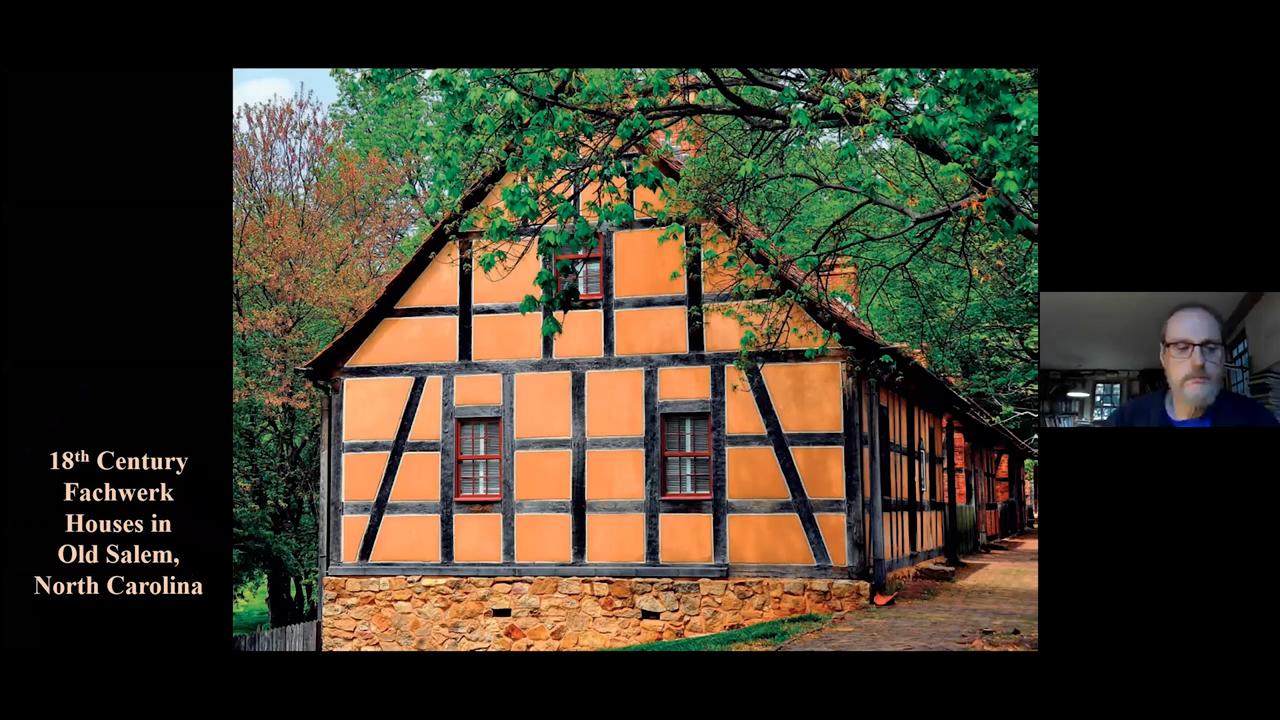 18th Century
Fachwerk
Houses in
Old Salem,
North Carolina